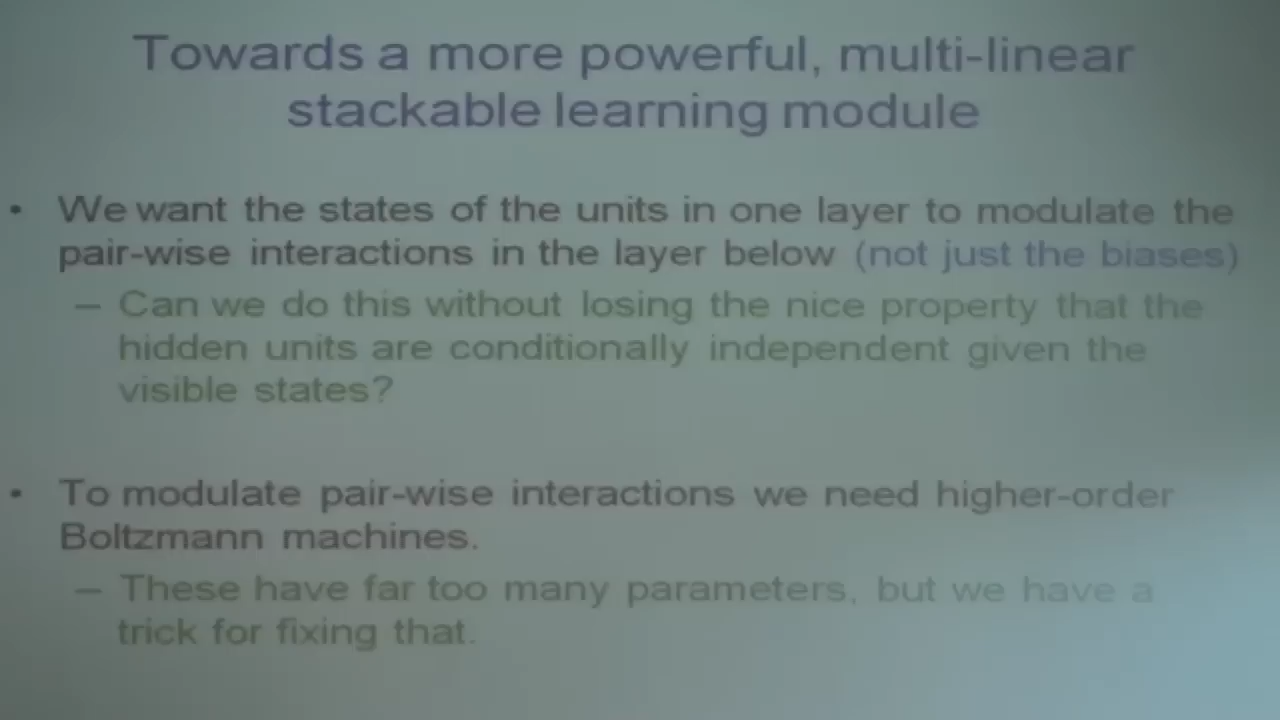 Towards a more powerful, multi-linear
stackable learning module
• We want the states of the units in one layer to modulate the
pair-wise interactions in the layer below (not just the biases)
– Can we do this without losing the nice property that the
hidden units are conditionally independent given the
visible states?
• To modulate pair-wise interactions we need higher-order
Boltzmann machines.
– These have far too many parameters, but we have a
trick for fixing that.